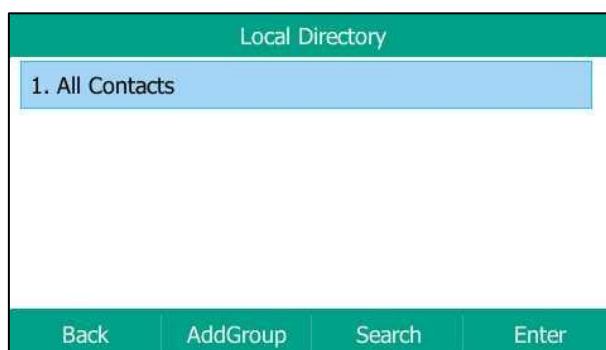 Local Directory
1. All Contacts
Back AddGroup Search Enter